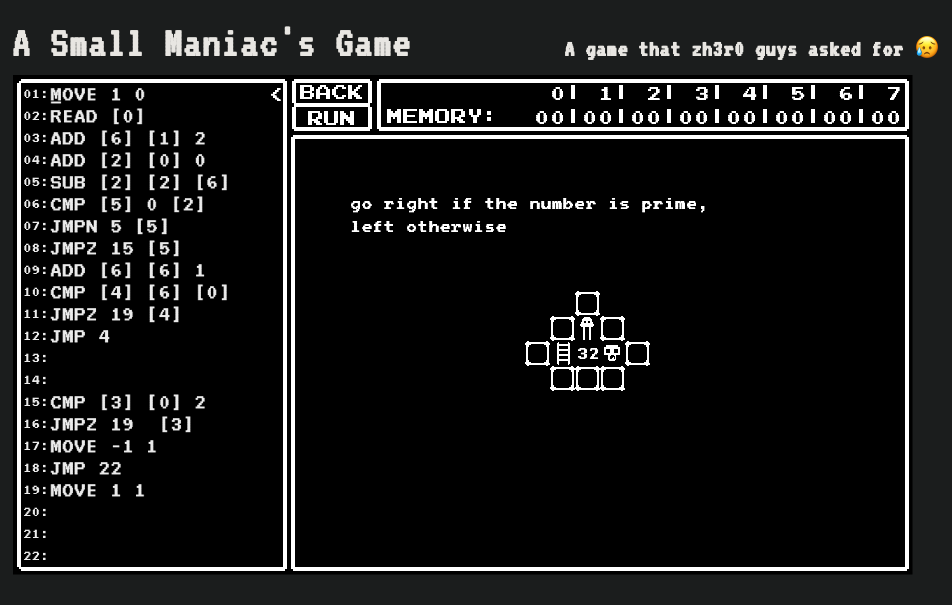 A Small Maniac's Game
A game that zh3r0 guys asked for 😥
01:MOVE 1 0 <
02:READ [0]
03:ADD [6] [1] 2
04:ADD [2] [0] 0
05:SUB [2] [2] [6]
06:CMP [5] 0 [2]
07:JMPN 5 [5]
08:JMPZ 15 [5]
09:ADD [6] [6] 1
10:CMP [4] [6] [0]
11:JMPZ 19 [4]
12:JMP 4
13:
14:
15:CMP [3] [0] 2
16:JMPZ 19  [3]
17:MOVE -1 1
18:JMP 22
19:MOVE 1 1
20:
21:
22:
BACK
RUN
0| 1| 2| 3| 4| 5| 6| 7
MEMORY: 00|00|00|00|00|00|00|00
go right if the number is prime,
left otherwise
32